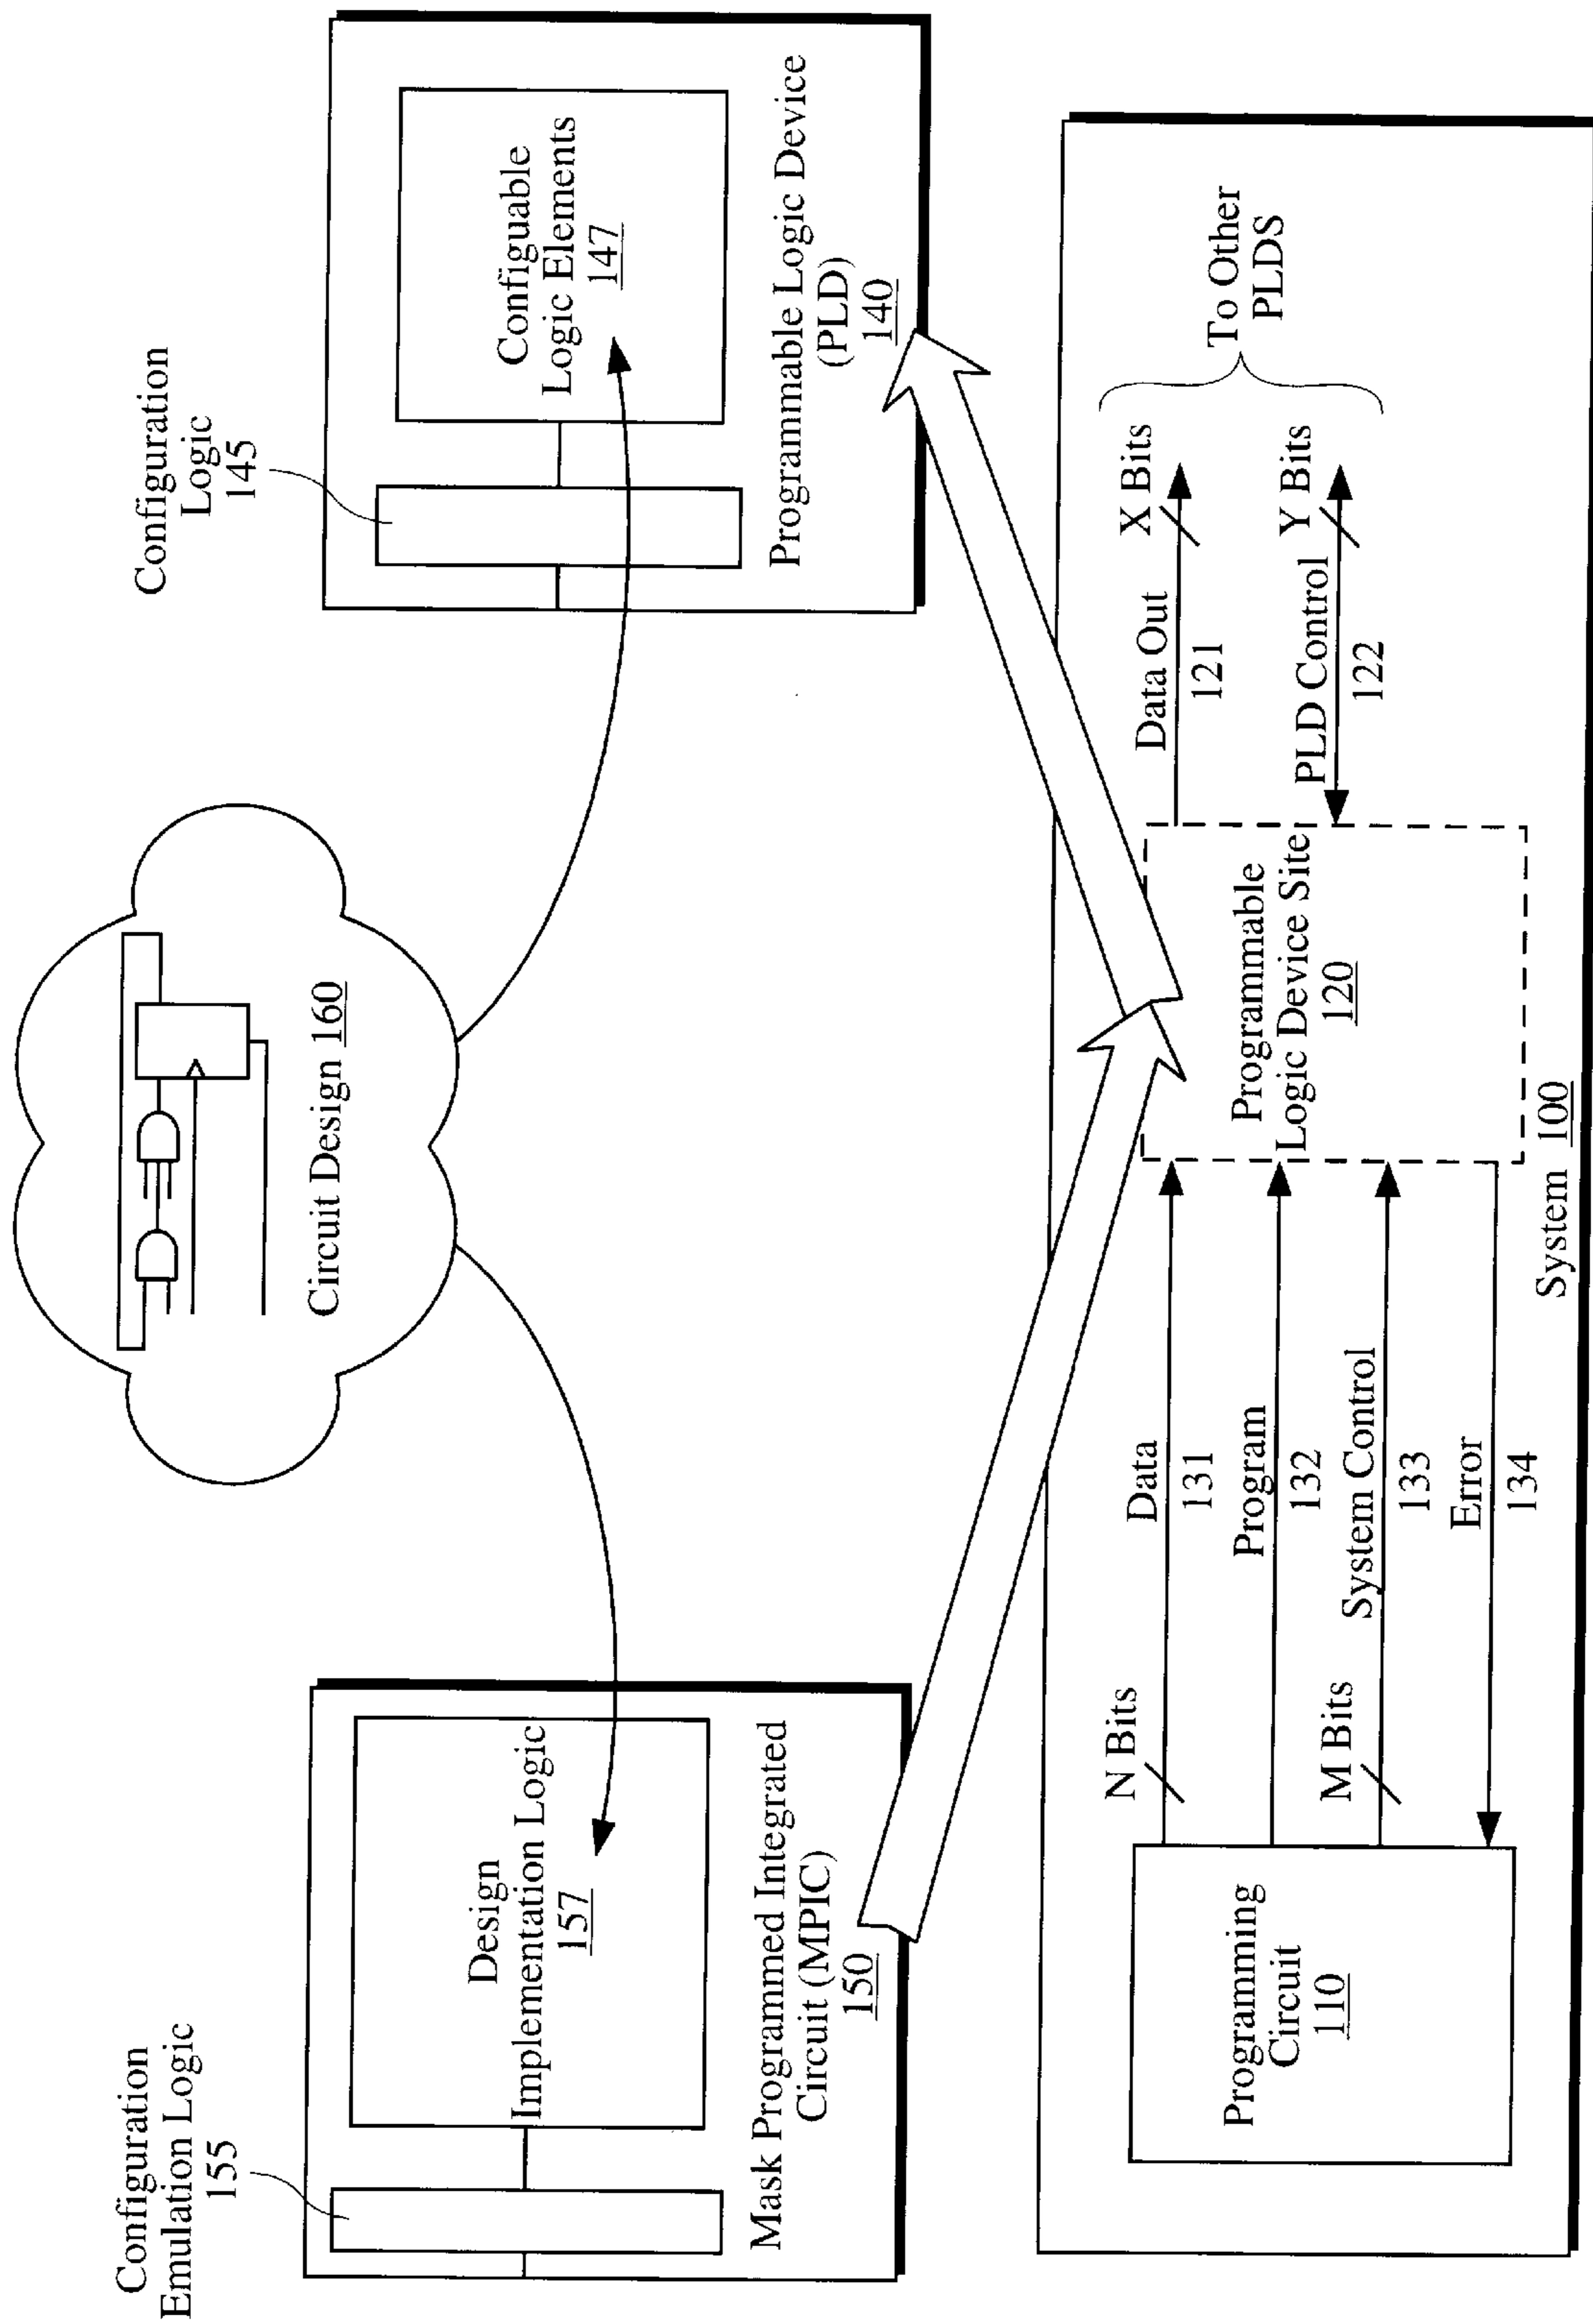 Configuration
Emulation Logic
155
Design
Implementation Logic
157
Mask Programmed Integrated
Circuit (MPIC)
150
Circuit Design 160
Configuration
Logic
145
Configuable
Logic Elements
147
Programmable Logic Device
(PLD)
140
Programming
Circuit
110
N Bits
Data
131
Program
132
M Bits
System Control
133
Error
134
Programmable
Logic Device Site
120
Data Out
121
X Bits
PLD Control
122
Y Bits
To Other
PLDS
System 100